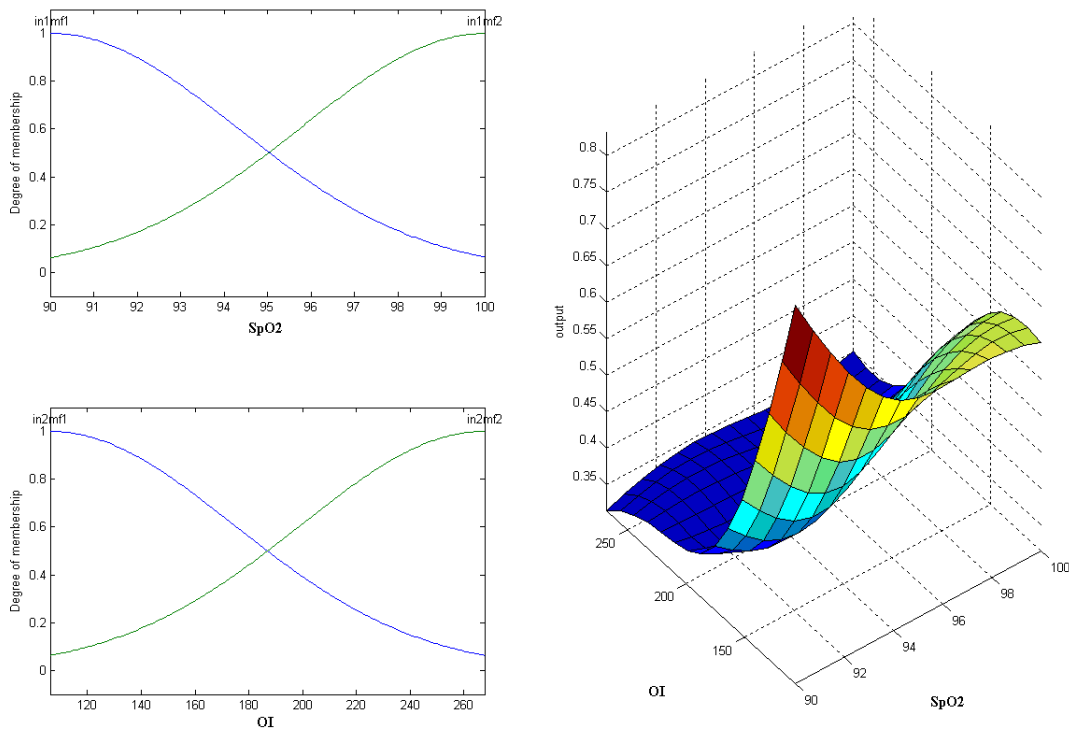 in1mf1 in1mf2
1
0.8
0.6
0.4
0.2
0
Degree of membership
90 91 92 93 94 95 96 97 98 99 100
SpO2
in2mf1 in2mf2
1
0.8
0.6
0.4
0.2
0
Degree of membership
120 140 160 180 200 220 240 260
OI
0.8
0.75
0.7
0.65
0.6
0.55
0.5
0.45
0.4
0.35
output
250
200
150
OI
90
92
94
96
98
100
SpO2